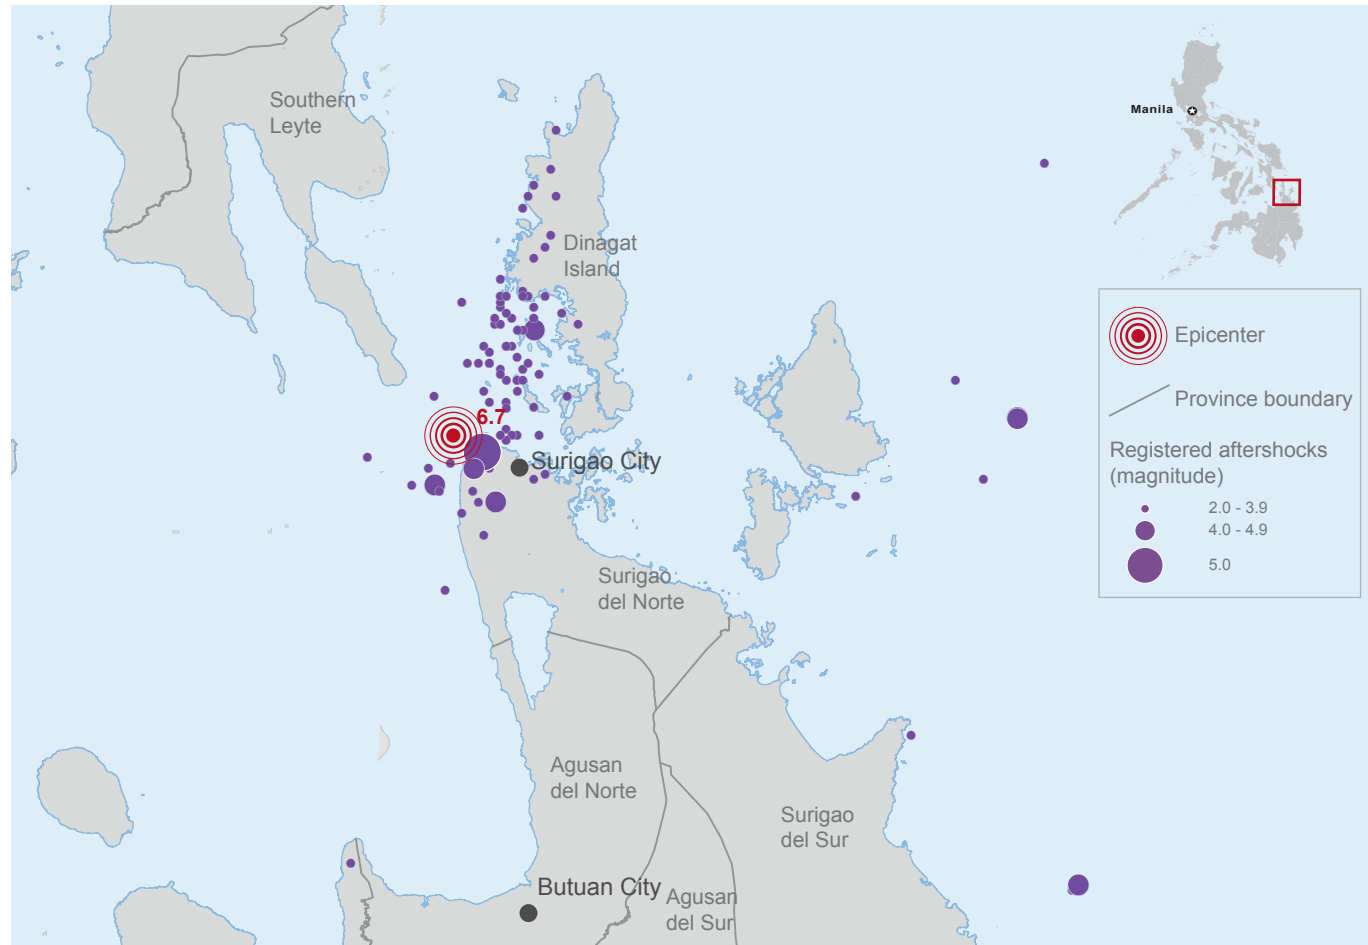 Southern
Leyte
Manila
Dinagat
Island
Epicenter
Province boundary
6.7
Registered aftershocks
(magnitude)
Surigao City
2.0 - 3.9
4.0 - 4.9
5.0
Surigao
del Norte
Agusan
del Norte
Surigao
del Sur
Butuan City
Agusan
del Sur